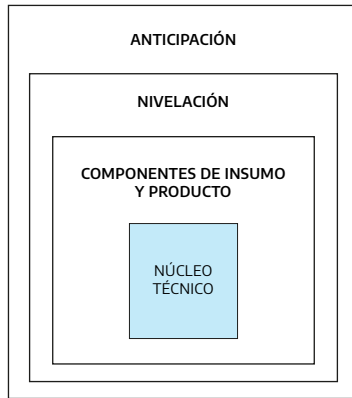 ANTICIPACIÓN
NIVELACIÓN
COMPONENTES DE INSUMO
Y PRODUCTO
NÚCLEO
TÉCNICO